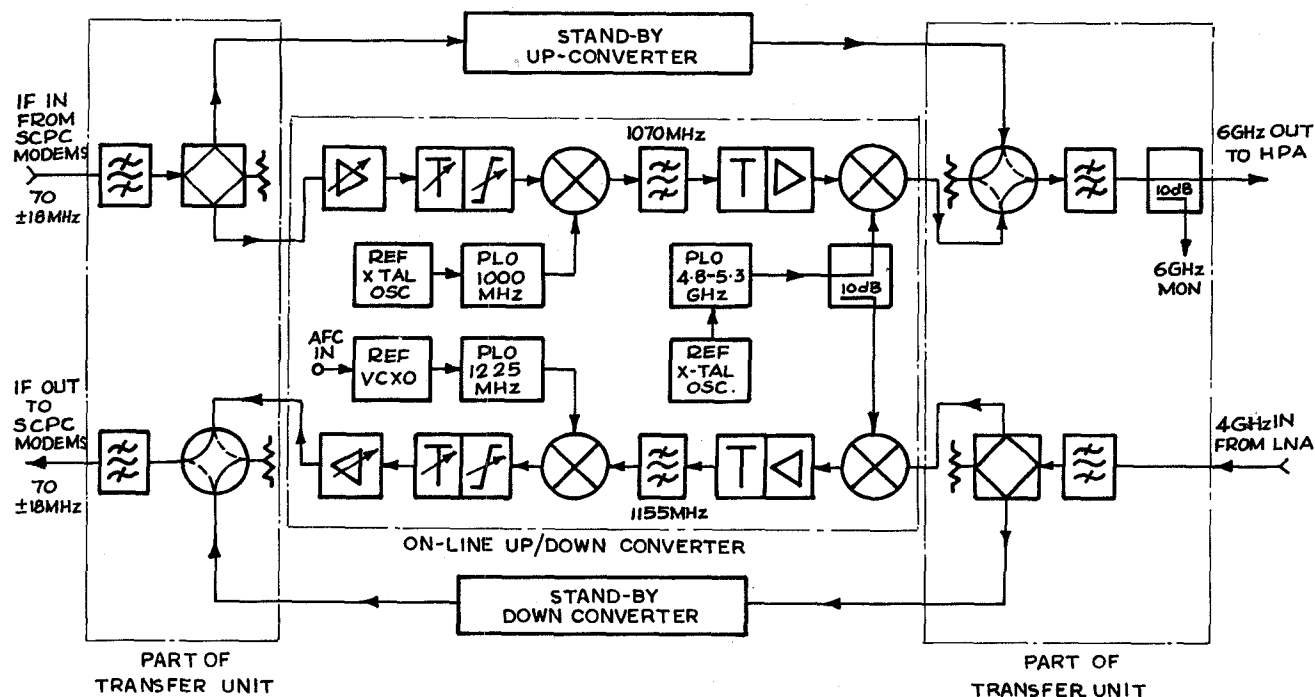 STAND-BY
UP-CONVERTER
IF IN
FROM
SCPC
MODEMS
70
±18MHz
1070MHz
6GHz OUT
TO HPA
10dB
6GHz
MON
REF
X TAL
OSC
PLO
1000
MHz
PLO
4.8-5.3
GHz
10dB
AFC
IN
REF
VCXO
PLO
1225
MHz
REF
X-TAL
OSC.
IF OUT
TO
SCPC
MODEMS
70
±18MHz
4GHz IN
FROM LNA
1155MHz
ON-LINE UP/DOWN CONVERTER
STAND-BY
DOWN CONVERTER
PART OF
TRANSFER UNIT
PART OF
TRANSFER UNIT